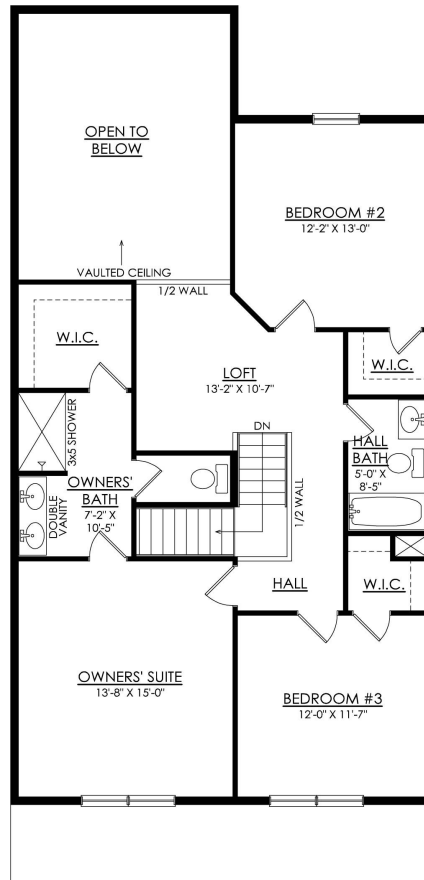 OPEN TO
BELOW
BEDROOM #2
12'-2" X 13'-0"
VAULTED CEILING
1/2 WALL
W.I.C.
W.I.C.
LOFT
13'-2" X 10'-7"
3x5 SHOWER
DN
HALL
BATH
5'-0" X
8'-5"
OWNERS'
BATH
7'-2" X
10'-5"
DOUBLE
VANITY
1/2 WALL
HALL
W.I.C.
OWNERS' SUITE
13'-8" X 15'-0"
BEDROOM #3
12'-0" X 11'-7"